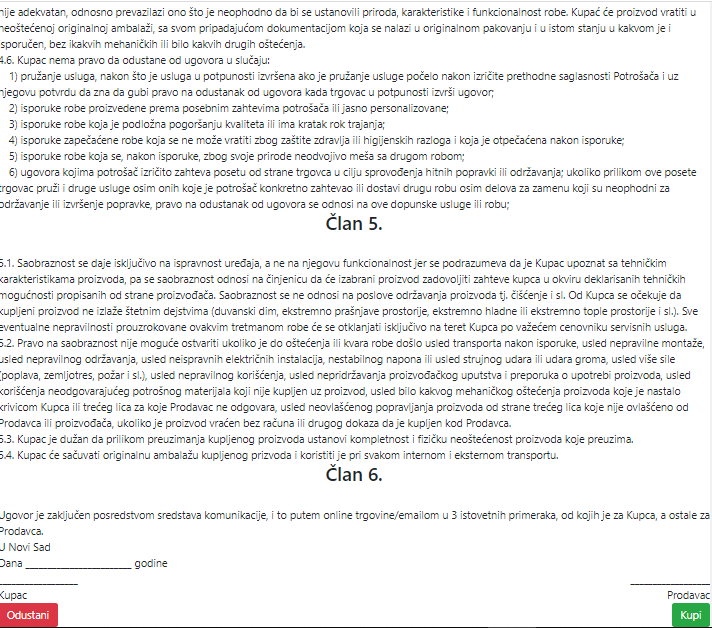 nije adekvatan, odnosno prevazilazi ono što je neophodno da bi se ustanovili priroda, karakteristike i funkcionalnost robe. Kupać će proizvod vratiti u
neoštećenoj originalnoj ambalaži, sa svom pripadajućom dokumentacijom koja se nalazi u originalnom pakovanju i u istom stanju u kakvom je i
isporučen, bez ikakvih mehaničkih ili bilo kakvih drugih oštećenja.
4.6. Kupac nema pravo da odustane od ugovora u slučaju:
1) pružanje usluga, nakon što je usluga u potpunosti izvršena ako je pružanje usluge počelo nakon izričite prethodne saglasnosti Potrošača i uz
njegovu potvrdu da zna da gubi pravo na odustanak od ugovora kada trgovac u potpunosti izvrši ugovor;
2) isporuke robe proizvedene prema posebnim zahtevima potrošača ili jasno personalizovane;
3) isporuke robe koja je podložna pogoršanju kvaliteta ili ima kratak rok trajanja;
4) isporuke zapečaćene robe koja se ne može vratiti zbog zaštite zdravlja ili higijenskih razloga i koja je otpečaćena nakon isporuke;
5) isporuke robe koja se, nakon isporuke, zbog svoje prirode neodvojivo meša sa drugom robom;
6) ugovora kojima potrošač izričito zahteva posetu od strane trgovca u cilju sprovođenja hitnih popravki ili održavanja; ukoliko prilikom ove posete
trgovac pruži i druge usluge osim onih koje je potrošač konkretno zahtevao ili dostavi drugu robu osim delova za zamenu koji su neophodni za
održavanje ili izvršenje popravke, pravo na odustanak od ugovora se odnosi na ove dopunske usluge ili robu;
Član 5.
5.1. Saobraznost se daje isključivo na ispravnost uređaja, a ne na njegovu funkcionalnost jer se podrazumeva da je Kupac upoznat sa tehničkim
karakteristikama proizvoda, pa se saobraznost odnosi na činjenicu da će izabrani proizvod zadovoljiti zahteve kupca u okviru deklarisanih tehničkih
mogućnosti propisanih od strane proizvođača. Saobraznost se ne odnosi na poslove održavanja proizvoda tj. čišćenje i sl. Od Kupca se očekuje da
kupljeni proizvod ne izlaže štetnim dejstvima (duvanski dim, ekstremno prašnjave prostorije, ekstremno hladne ili ekstremno tople prostorije i sl.). Sve
eventualne nepravilnosti prouzrokovane ovakvim tretmanom robe će se otklanjati isključivo na teret Kupca po važećem cenovniku servisnih usluga.
5.2. Pravo na saobraznost nije moguće ostvariti ukoliko je do oštećenja ili kvara robe došlo usled transporta nakon isporuke, usled nepravilne montaže,
usled nepravilnog održavanja, usled neispravnih električnih instalacija, nestabilnog napona ili usled strujnog udara ili udara groma, usled više sile
(poplava, zemljotres, požar i sl.), usled nepravilnog korišćenja, usled nepridržavanja proizvođačkog uputstva i preporuka o upotrebi proizvoda, usled
korišćenja neodgovarajućeg potrošnog materijala koji nije kupljen uz proizvod, usled bilo kakvog mehaničkog oštećenja proizvoda koje je nastalo
krivicom Kupca ili trećeg lica za koje Prodavac ne odgovara, usled neovlašćenog popravljanja proizvoda od strane trećeg lica koje nije ovlašćeno od
Prodavca ili proizvođača, ukoliko je proizvod vraćen bez računa ili drugog dokaza da je kupljen kod Prodavca.
5.3. Kupac je dužan da prilikom preuzimanja kupljenog proizvoda ustanovi kompletnost i fizičku neoštećenost proizvoda koje preuzima.
5.4. Kupac će sačuvati originalnu ambalažu kupljenog prizvoda i koristiti je pri svakom internom i eksternom transportu.
Član 6.
Ugovor je zaključen posredstvom sredstava komunikacije, i to putem online trgovine/emailom u 3 istovetnih primeraka, od kojih je za Kupca, a ostale za
Prodavca.
U Novi Sad
Dana ________________________ godine
__________________ __________________
Kupac Prodavac
Odustani Kupi